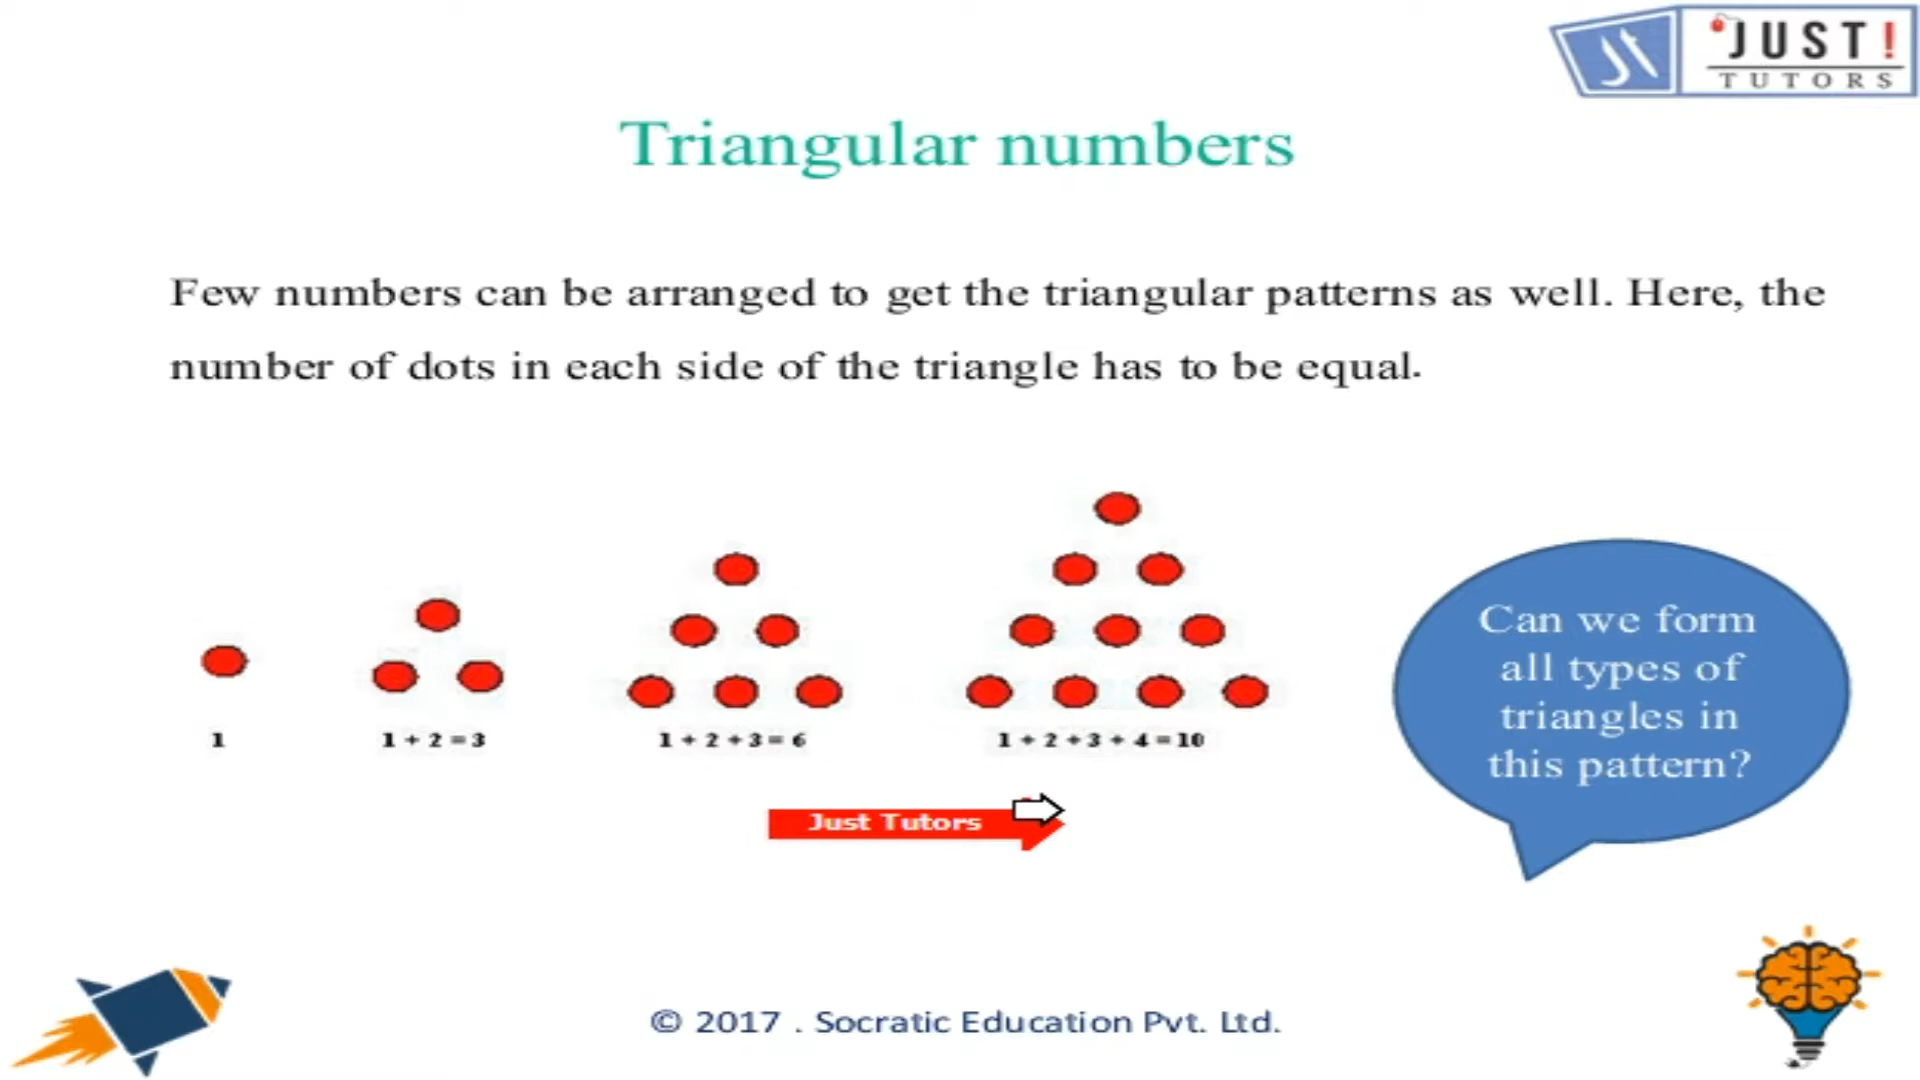 JUST!
TUTORS
Triangular numbers
Few numbers can be arranged to get the triangular patterns as well. Here, the
number of dots in each side of the triangle has to be equal.
1
1 + 2 = 3
1 + 2 + 3 = 6
1 + 2 + 3 + 4 = 10
Can we form
all types of
triangles in
this pattern?
Just Tutors
© 2017 . Socratic Education Pvt. Ltd.